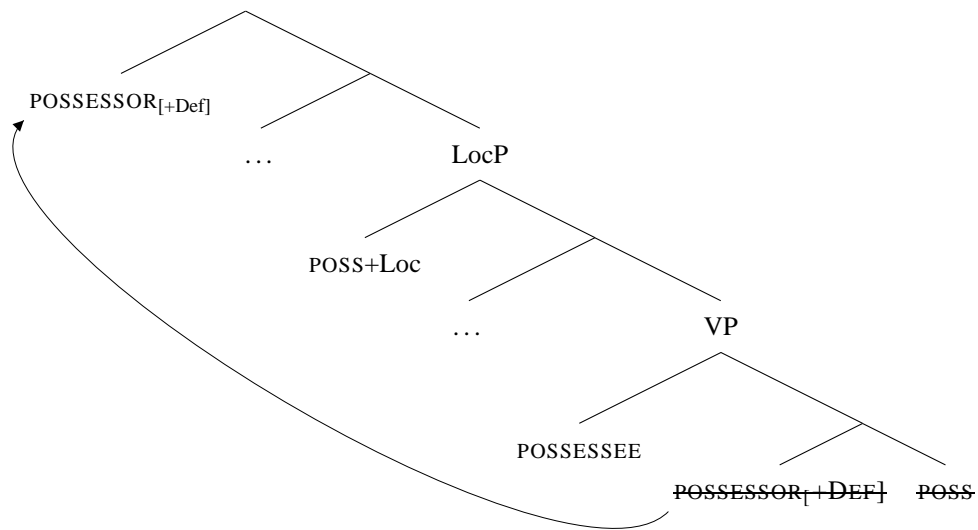 POSSESSOR[+Def]
... LocP
POSS+Loc
... VP
POSSESSEE
POSSESSOR[+DEF] POSS